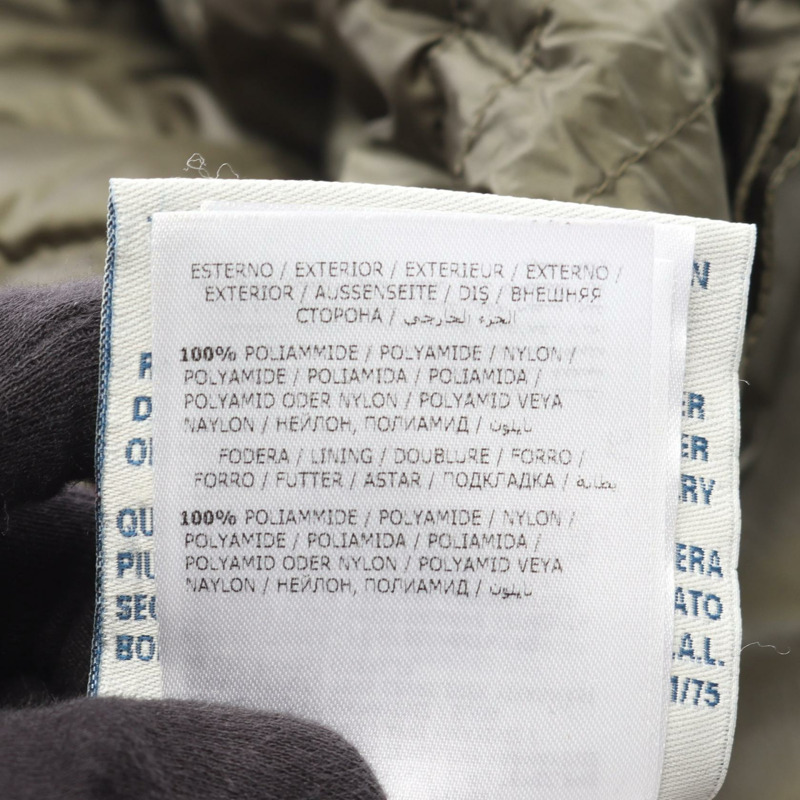 ESTERNO / EXTERIOR / EXTERIEUR / EXTERNO /
EXTERIOR / AUSSENSEITE / DIŞ / ВНЕШНЯЯ
СТОРОНА / الجزء الخارجي
100% POLIAMMIDE / POLYAMIDE / NYLON /
POLYAMIDE / POLIAMIDA / POLIAMIDA /
POLYAMID ODER NYLON / POLYAMID VEYA
NAYLON / НЕЙЛОН, ПОЛИАМИД / نايلون
FODERA / LINING / DOUBLURE / FORRO /
FORRO / FUTTER / ASTAR / ПОДКЛАДКА / بطانة
100% POLIAMMIDE / POLYAMIDE / NYLON /
POLYAMIDE / POLIAMIDA / POLIAMIDA /
POLYAMID ODER NYLON / POLYAMID VEYA
NAYLON / НЕЙЛОН, ПОЛИАМИД / نايلون